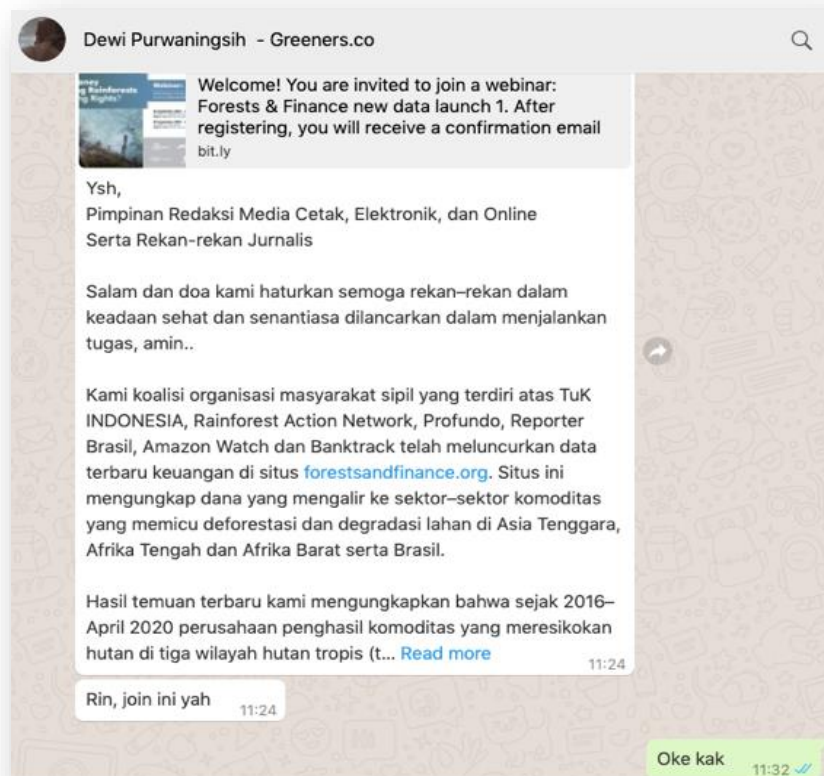 Dewi Purwaningsih - Greeners.co
Welcome! You are invited to join a webinar:
Forests & Finance new data launch 1. After
registering, you will receive a confirmation email
bit.ly
Ysh,
Pimpinan Redaksi Media Cetak, Elektronik, dan Online
Serta Rekan-rekan Jurnalis
Salam dan doa kami haturkan semoga rekan–rekan dalam
keadaan sehat dan senantiasa dilancarkan dalam menjalankan
tugas, amin..
Kami koalisi organisasi masyarakat sipil yang terdiri atas TuK
INDONESIA, Rainforest Action Network, Profundo, Reporter
Brasil, Amazon Watch dan Banktrack telah meluncurkan data
terbaru keuangan di situs forestsandfinance.org. Situs ini
mengungkap dana yang mengalir ke sektor–sektor komoditas
yang memicu deforestasi dan degradasi lahan di Asia Tenggara,
Afrika Tengah dan Afrika Barat serta Brasil.
Hasil temuan terbaru kami mengungkapkan bahwa sejak 2016–
April 2020 perusahaan penghasil komoditas yang meresikokan
hutan di tiga wilayah hutan tropis (t... Read more
11:24
Rin, join ini yah
11:24
Oke kak
11:32